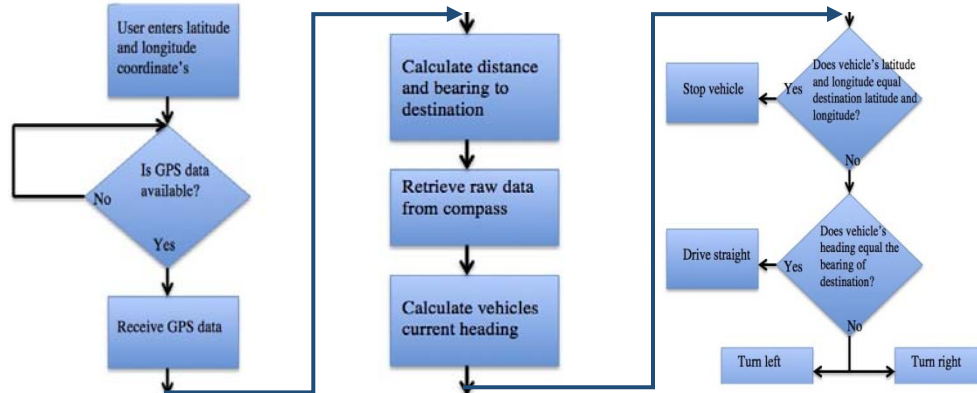 User enters latitude
and longitude
coordinate's
Is GPS data
available?
No
Yes
Receive GPS data
Calculate distance
and bearing to
destination
Retrieve raw data
from compass
Calculate vehicles
current heading
Does vehicle's latitude
and longitude equal
destination latitude and
longitude?
Yes
Stop vehicle
No
Does vehicle's
heading equal the
bearing of
destination?
Yes
Drive straight
No
Turn left
Turn right